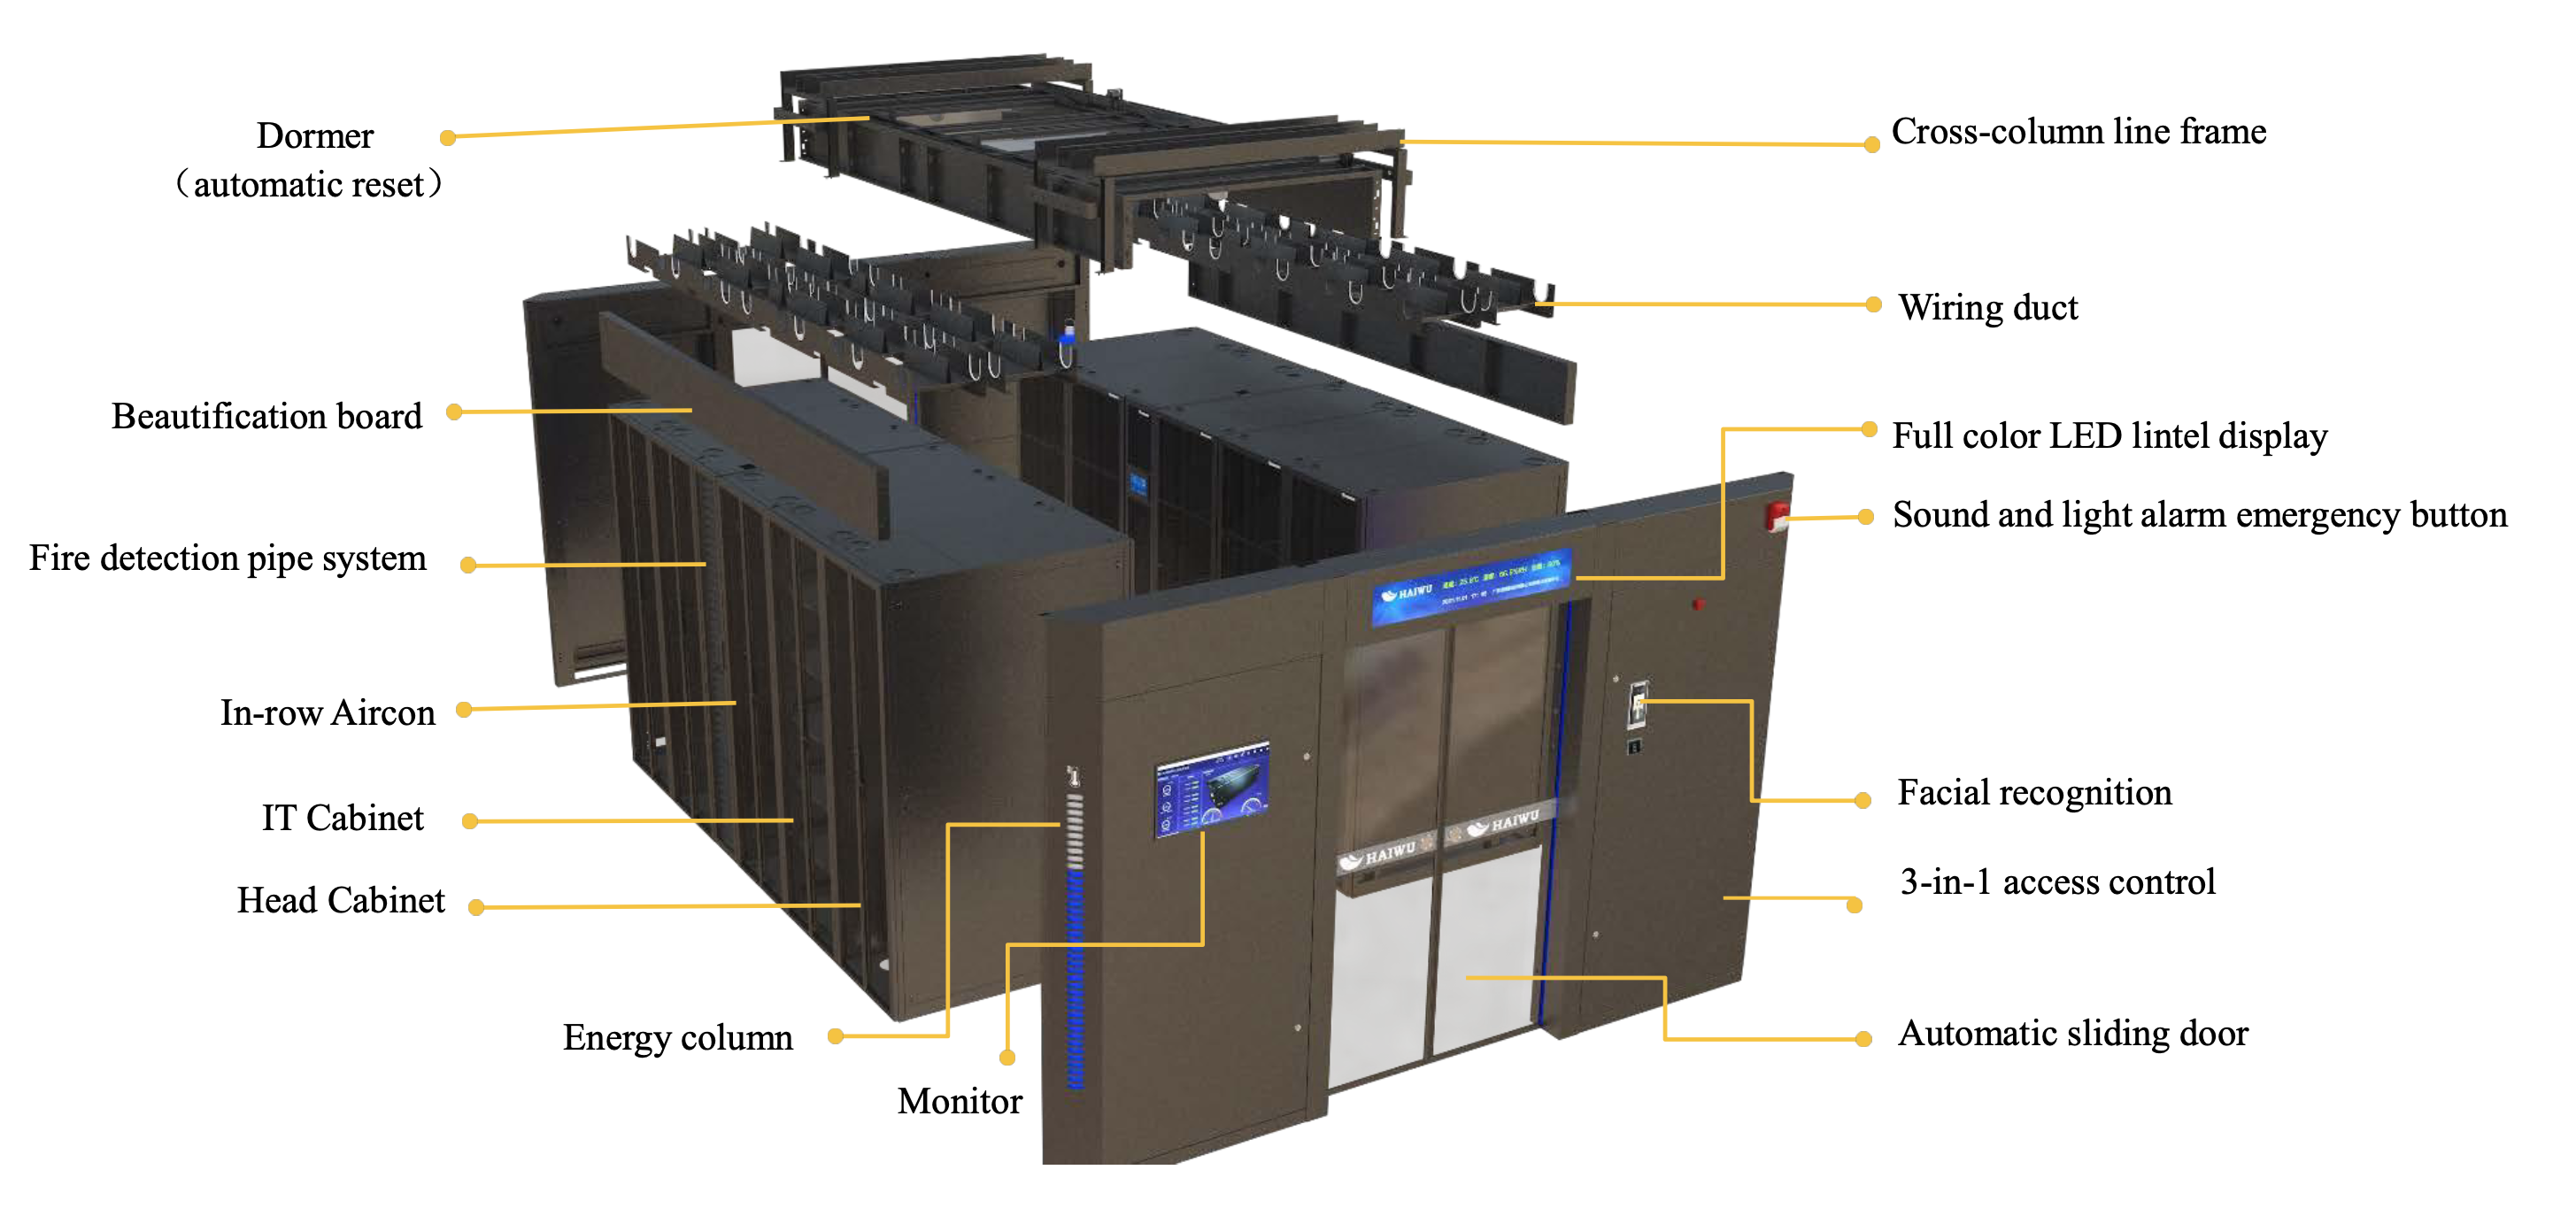 Dormer
（automatic reset）
Cross-column line frame
Wiring duct
Beautification board
Full color LED lintel display
Sound and light alarm emergency button
Fire detection pipe system
HAIWU
In-row Aircon
Facial recognition
IT Cabinet
HAIWU
HAIWU
3-in-1 access control
Head Cabinet
Energy column
Automatic sliding door
Monitor